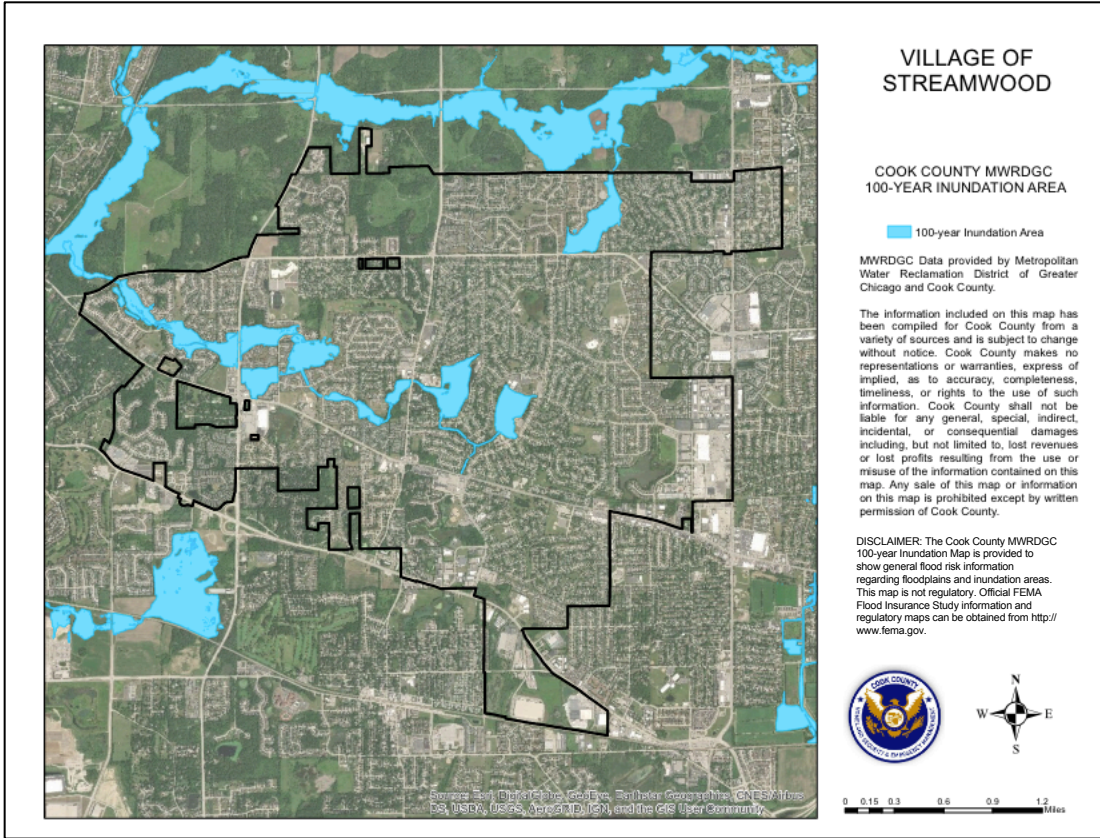 VILLAGE OF
STREAMWOOD
COOK COUNTY MWRDGC
100-YEAR INUNDATION AREA
100-year Inundation Area
MWRDGC Data provided by Metropolitan
Water Reclamation District of Greater
Chicago and Cook County.
The information included on this map has
been compiled for Cook County from a
variety of sources and is subject to change
without notice. Cook County makes no
representations or warranties, express of
implied, as to accuracy, completeness,
timeliness, or rights to the use of such
information. Cook County shall not be
liable for any general, special, indirect,
incidental, or consequential damages
including, but not limited to, lost revenues
or lost profits resulting from the use or
misuse of the information contained on this
map. Any sale of this map or information
on this map is prohibited except by written
permission of Cook County.
DISCLAIMER: The Cook County MWRDGC
100-year Inundation Map is provided to
show general flood risk information
regarding floodplains and inundation areas.
This map is not regulatory. Official FEMA
Flood Insurance Study information and
regulatory maps can be obtained from http://
www.fema.gov.
COOK COUNTY
HOMELAND SECURITY & EMERGENCY MANAGEMENT
N
W E
S
0 0.15 0.3 0.6 0.9 1.2
Miles
Source: Esri, DigitalGlobe, GeoEye, Earthstar Geographics, CNES/Airbus
DS, USDA, USGS, AeroGRID, IGN, and the GIS User Community